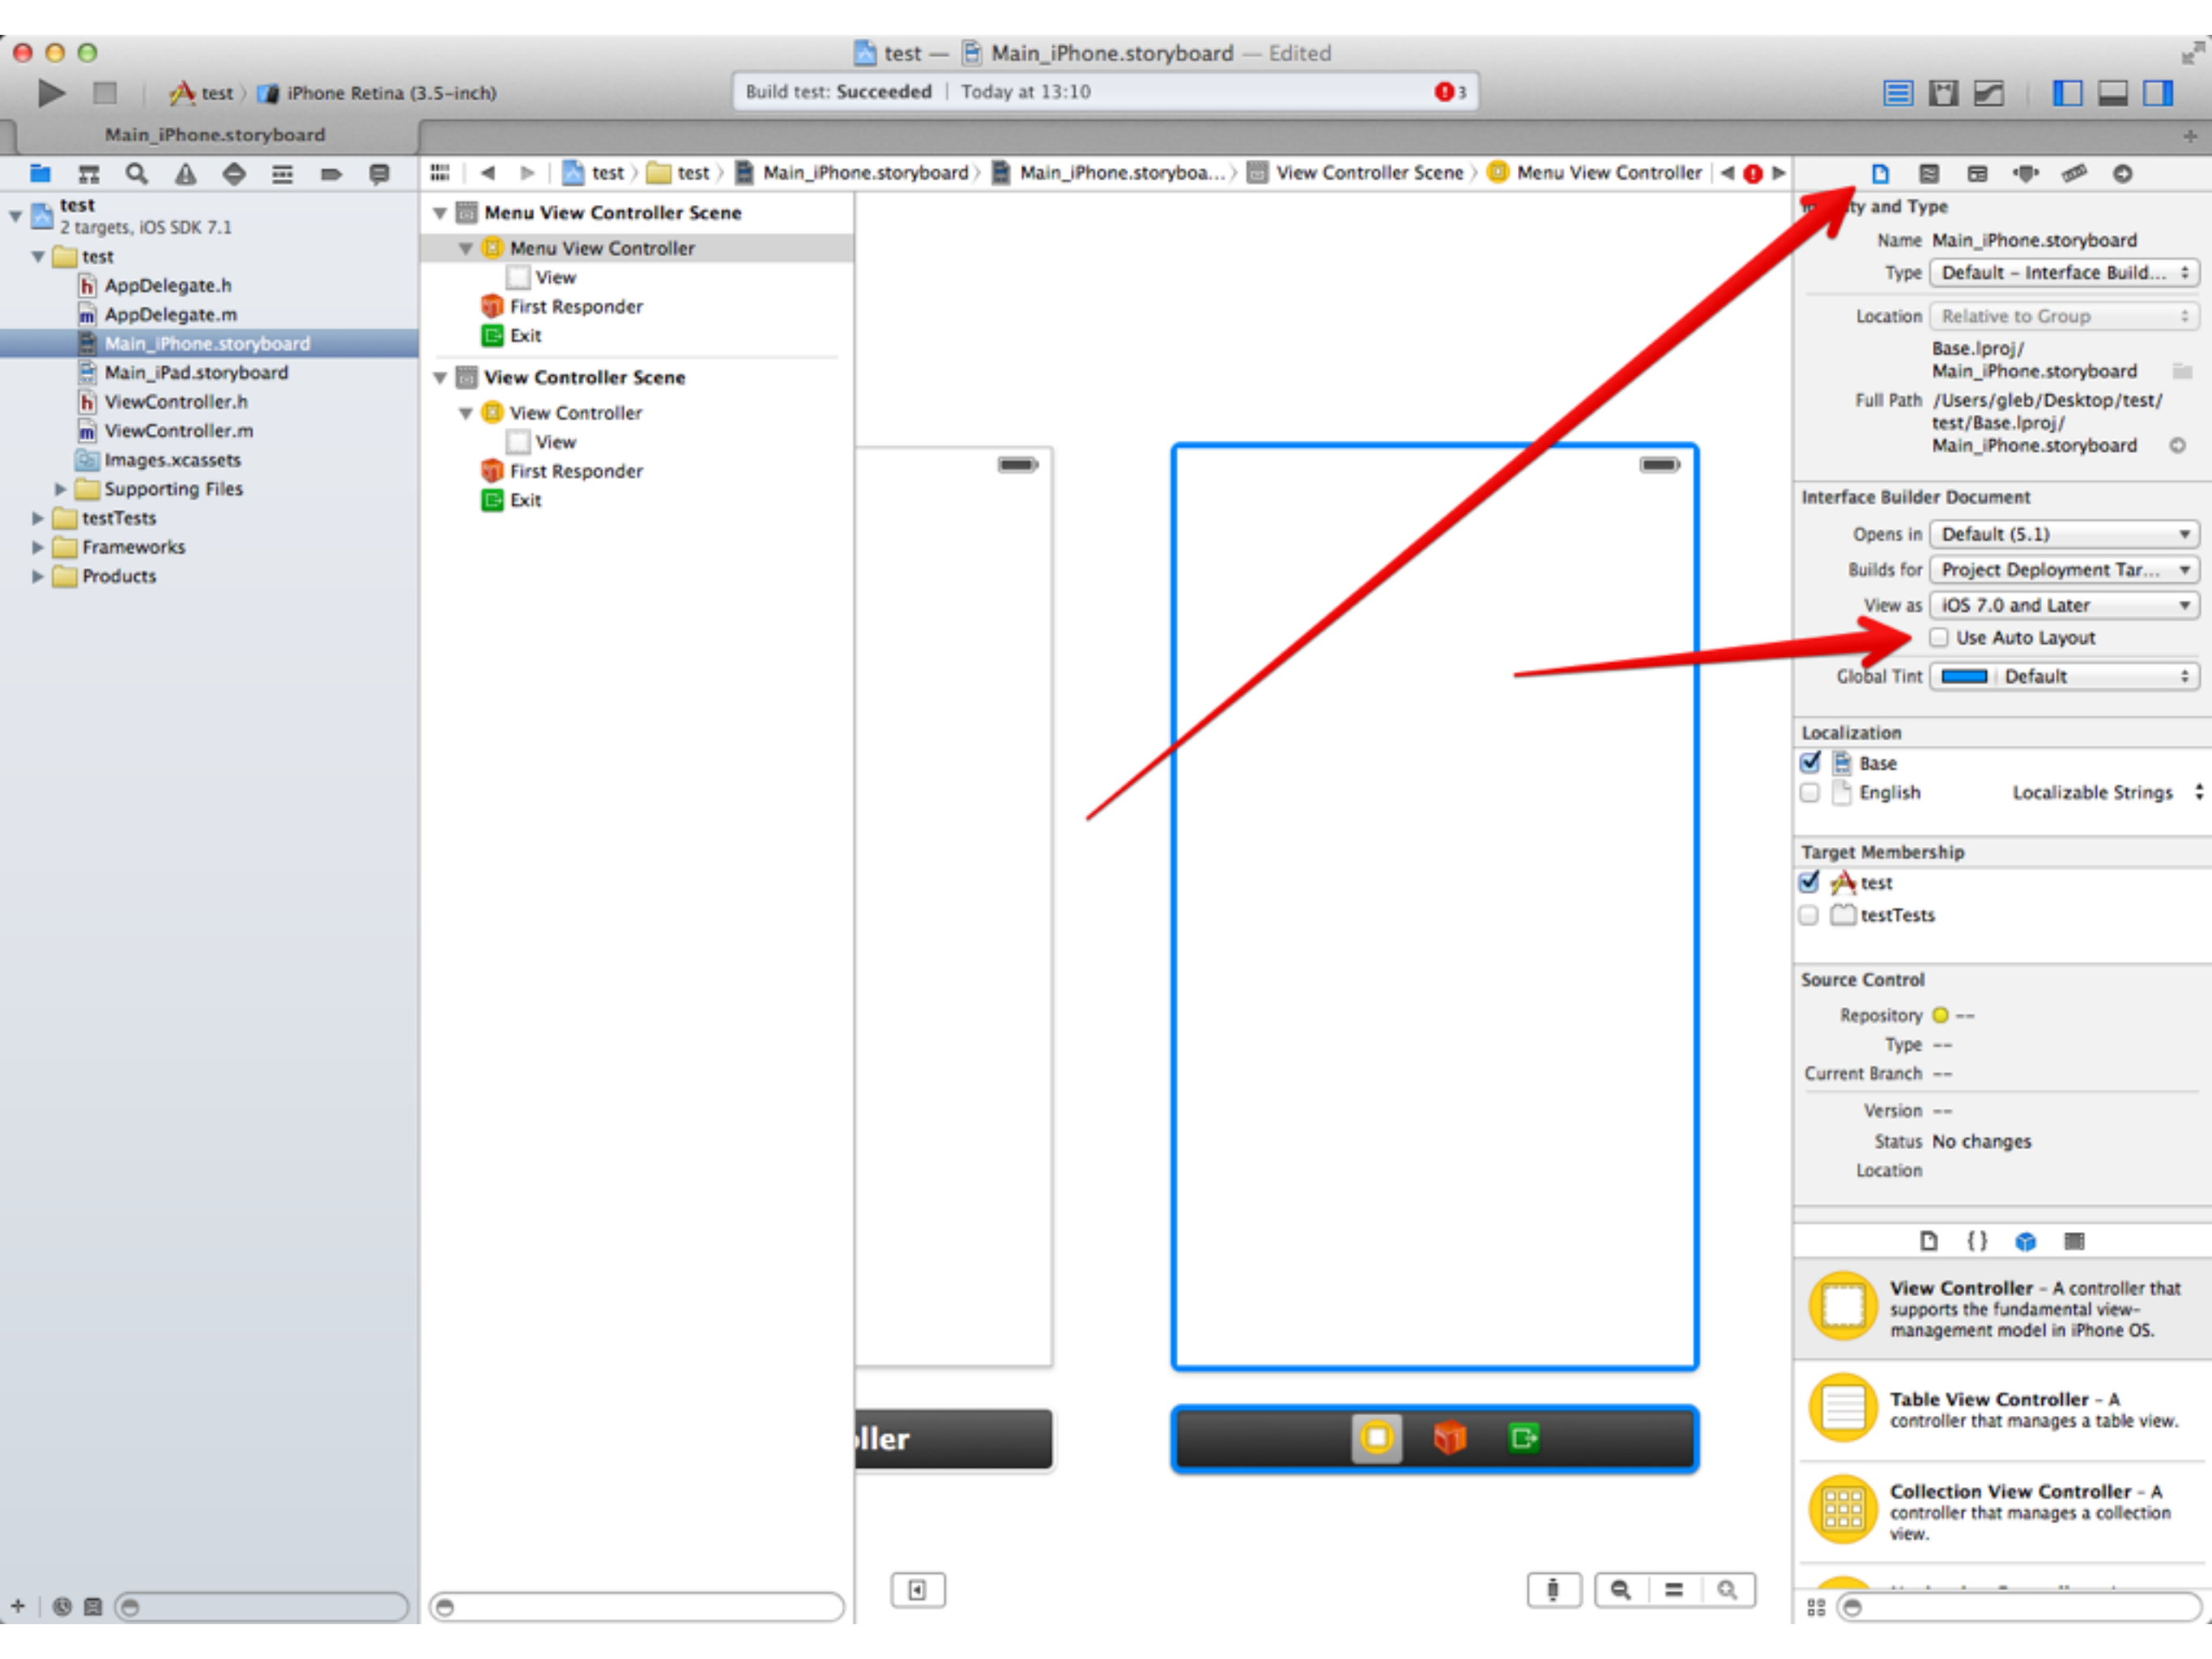 test — Main_iPhone.storyboard — Edited
test 〉 iPhone Retina (3.5-inch)
Build test: Succeeded | Today at 13:10
3
Main_iPhone.storyboard
test 〉 test 〉 Main_iPhone.storyboard 〉 Main_iPhone.storyboa... 〉 View Controller Scene 〉 Menu View Controller
test
2 targets, iOS SDK 7.1
test
AppDelegate.h
AppDelegate.m
Main_iPhone.storyboard
Main_iPad.storyboard
ViewController.h
ViewController.m
Images.xcassets
Supporting Files
testTests
Frameworks
Products
Menu View Controller Scene
Menu View Controller
View
First Responder
Exit
View Controller Scene
View Controller
View
First Responder
Exit
oller
ty and Type
Name Main_iPhone.storyboard
Type Default – Interface Build...
Location Relative to Group
Base.lproj/
Main_iPhone.storyboard
Full Path /Users/gleb/Desktop/test/
test/Base.lproj/
Main_iPhone.storyboard
Interface Builder Document
Opens in Default (5.1)
Builds for Project Deployment Tar...
View as iOS 7.0 and Later
Use Auto Layout
Global Tint Default
Localization
Base
English Localizable Strings
Target Membership
test
testTests
Source Control
Repository --
Type --
Current Branch --
Version --
Status No changes
Location
View Controller – A controller that
supports the fundamental view-
management model in iPhone OS.
Table View Controller – A
controller that manages a table view.
Collection View Controller – A
controller that manages a collection
view.